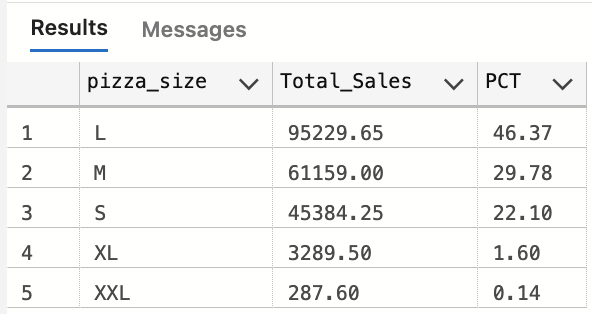 Results Messages
pizza_size Total_Sales PCT
1 L 95229.65 46.37
2 M 61159.00 29.78
3 S 45384.25 22.10
4 XL 3289.50 1.60
5 XXL 287.60 0.14